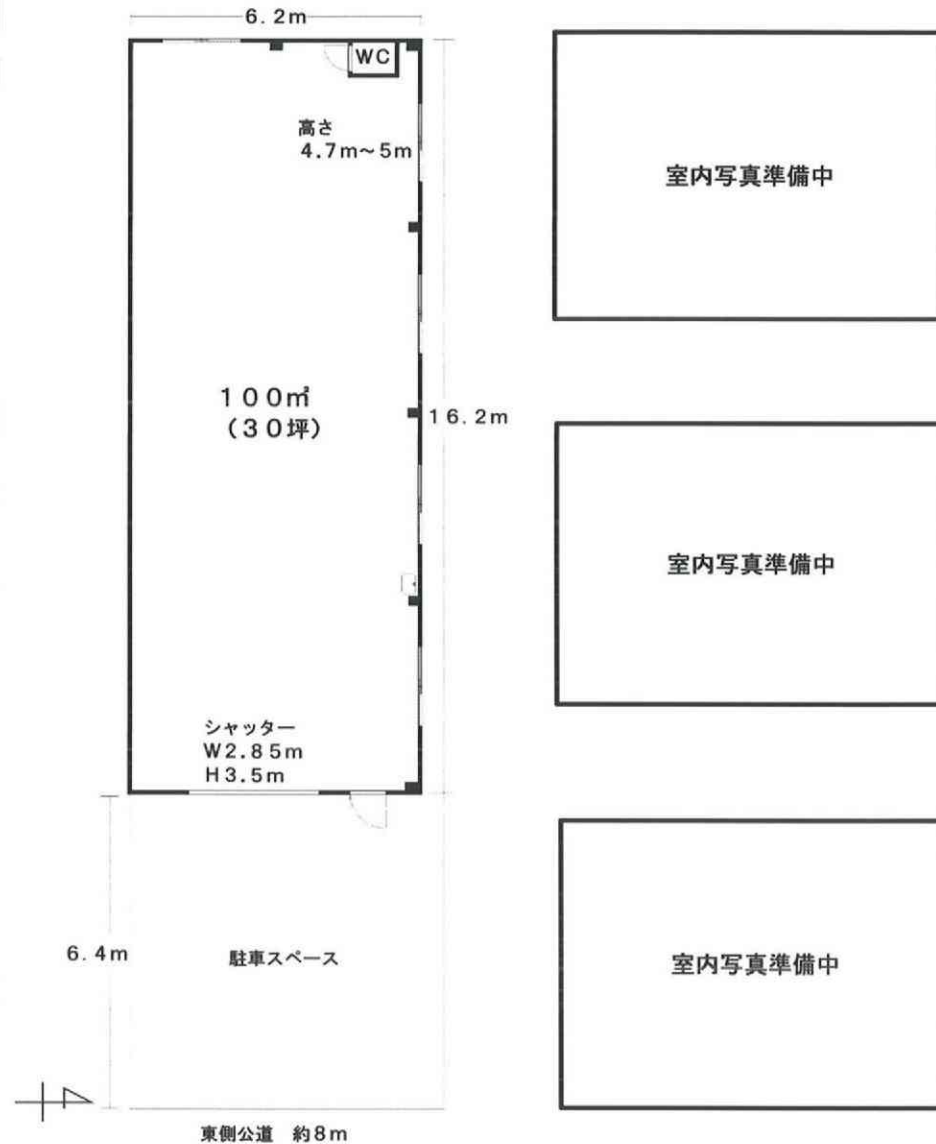 6.2m
WC
高さ
4.7m~5m
100㎡
(30坪)
16.2m
シャッター
W2.85m
H3.5m
6.4m
駐車スペース
東側公道 約8m
室内写真準備中
室内写真準備中
室内写真準備中